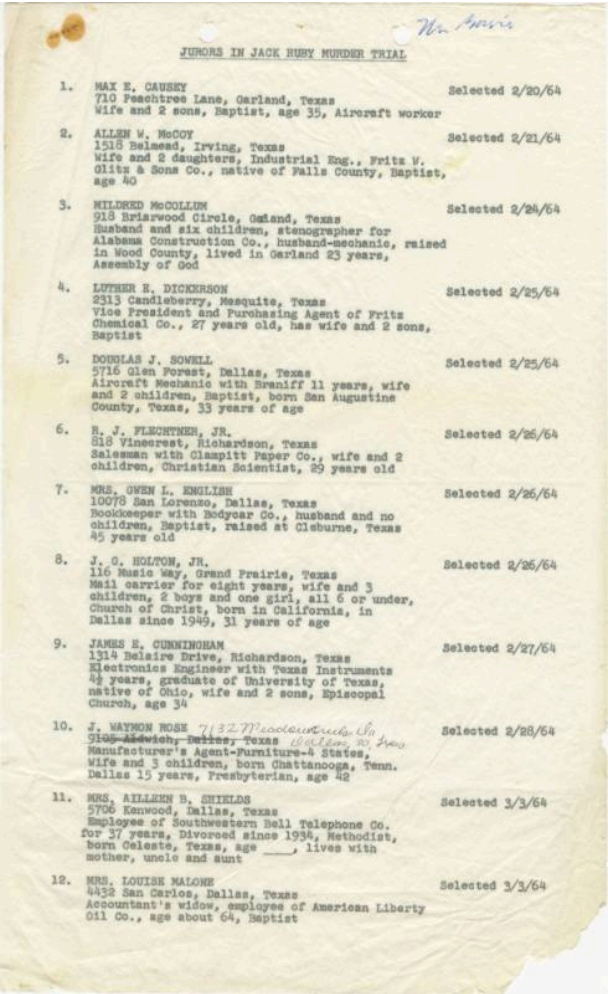 JURORS IN JACK RUBY MURDER TRIAL
1. MAX E. CAUSEY Selected 2/20/64
710 Peachtree Lane, Garland, Texas
Wife and 2 sons, Baptist, age 35, Aircraft worker
2. ALLEN W. McCOY Selected 2/21/64
1518 Belmead, Irving, Texas
Wife and 2 daughters, Industrial Eng., Fritz W.
Glitz & Sons Co., native of Falls County, Baptist,
age 40
3. MILDRED McCOLLUM Selected 2/24/64
918 Briarwood Circle, Texas
Husband and six children, stenographer for
Alabama Construction Co., husband-mechanic, raised
in Wood County, lived in Garland 23 years,
Assembly of God
4. LUTHER E. DICKERSON Selected 2/25/64
2313 Candleberry, Mesquite, Texas
Vice President and Purchasing Agent of Fritz
Chemical Co., 27 years old, has wife and 2 sons,
Baptist
5. DOUGLAS J. SOWELL Selected 2/25/64
5716 Glen Forest, Dallas, Texas
Aircraft Mechanic with Braniff 11 years, wife
and 2 children, Baptist, born San Augustine
County, Texas, 33 years of age
6. R. J. FLECHTNER, JR. Selected 2/26/64
818 Vinecrest, Richardson, Texas
Salesman with Clampitt Paper Co., wife and 2
children, Christian Scientist, 29 years old
7. MRS. GWEN L. ENGLISH Selected 2/26/64
10078 San Lorenzo, Dallas, Texas
Bookkeeper with Bodycar Co., husband and no
children, Baptist, raised at Cleburne, Texas
45 years old
8. J. G. HOLTON, JR. Selected 2/26/64
116 Music Way, Grand Prairie, Texas
Mail carrier for eight years, wife and 3
children, 2 boys and one girl, all 6 or under,
Church of Christ, born in California, in
Dallas since 1949, 31 years of age
9. JAMES E. CUNNINGHAM Selected 2/27/64
1314 Belaire Drive, Richardson, Texas
Electronics Engineer with Texas Instruments
4½ years, graduate of University of Texas,
native of Ohio, wife and 2 sons, Episcopal
Church, age 34
10. J. WAYMON ROSE 7132 Selected 2/28/64
9105 Aldwich, Dallas, Texas Dallas
Manufacturer's Agent-Furniture-4 States,
Wife and 3 children, born Chattanooga, Tenn.
Dallas 15 years, Presbyterian, age 42
11. MRS. AILLEEN B. SHIELDS Selected 3/3/64
5706 Kenwood, Dallas, Texas
Employee of Southwestern Bell Telephone Co.
for 37 years, Divorced since 1934, Methodist,
born Celeste, Texas, age ____, lives with
mother, uncle and aunt
12. MRS. LOUISE MALONE Selected 3/3/64
4432 San Carlos, Dallas, Texas
Accountant's widow, employee of American Liberty
Oil Co., age about 64, Baptist